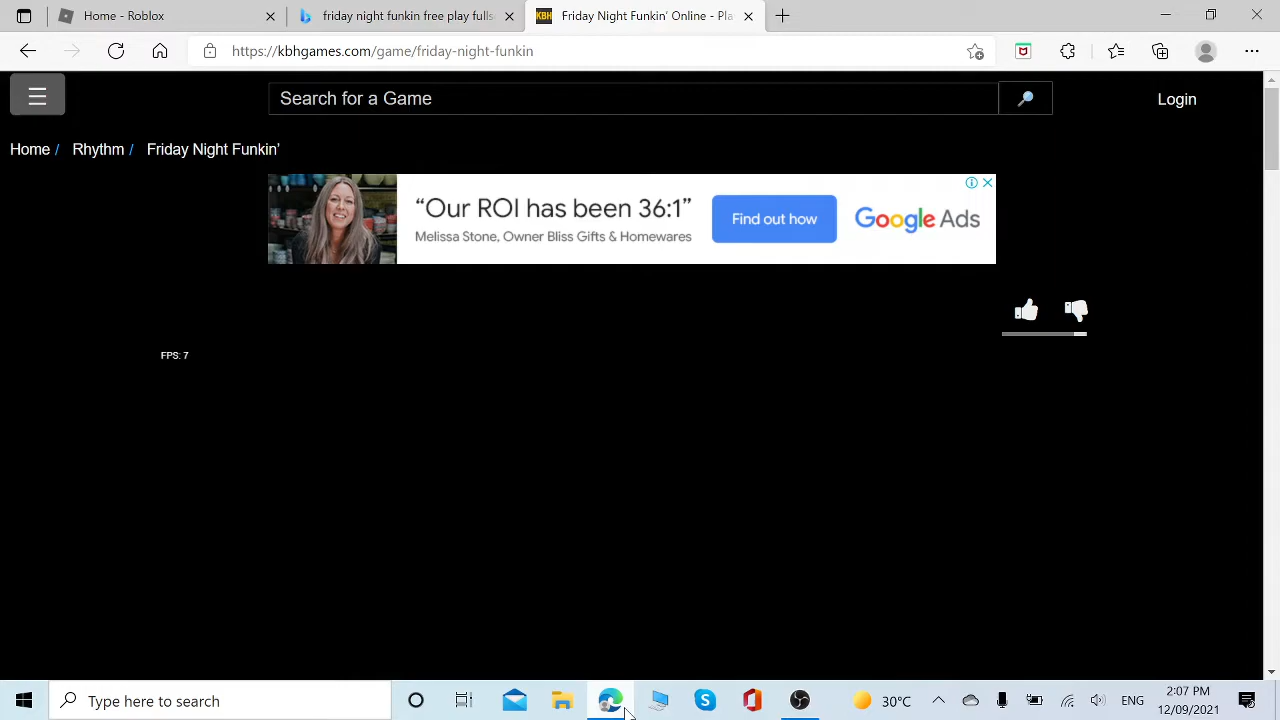 Home - Roblox
friday night funkin' free play fulls
KBH
Friday Night Funkin' Online - Pla
https://kbhgames.com/game/friday-night-funkin
Search for a Game
Login
Home / Rhythm / Friday Night Funkin'
“Our ROI has been 36:1”
Melissa Stone, Owner Bliss Gifts & Homewares
Find out how
Google Ads
FPS: 7
Type here to search
30°C
ENG
2:07 PM
12/09/2021